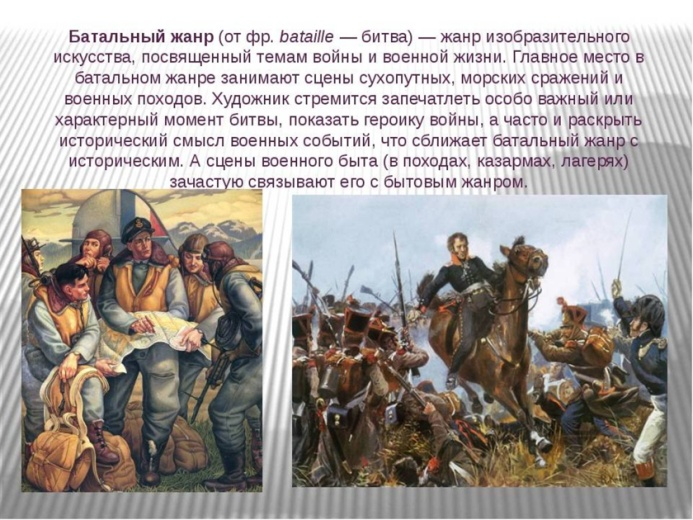 Батальный жанр (от фр. bataille — битва) — жанр изобразительного
искусства, посвященный темам войны и военной жизни. Главное место в
батальном жанре занимают сцены сухопутных, морских сражений и
военных походов. Художник стремится запечатлеть особо важный или
характерный момент битвы, показать героику войны, а часто и раскрыть
исторический смысл военных событий, что сближает батальный жанр с
историческим. А сцены военного быта (в походах, казармах, лагерях)
зачастую связывают его с бытовым жанром.